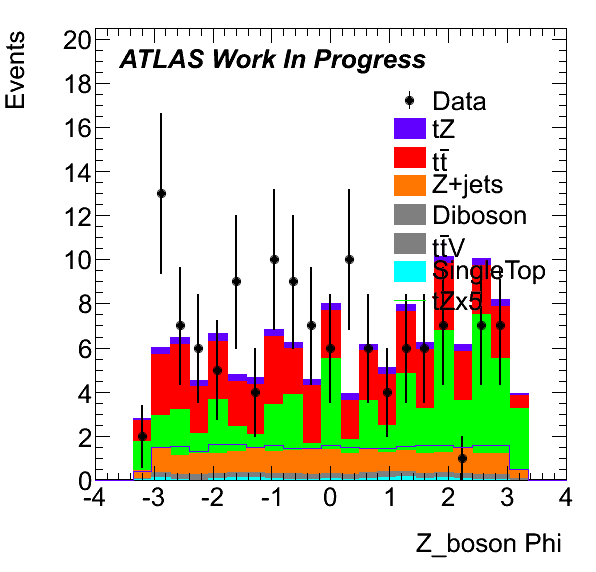 Events
20
18
16
14
12
10
8
6
4
2
0
ATLAS Work In Progress
Data
tZ
tt̄
Z+jets
Diboson
tt̄V
SingleTop
tZx5
-4 -3 -2 -1 0 1 2 3 4
Z_boson Phi